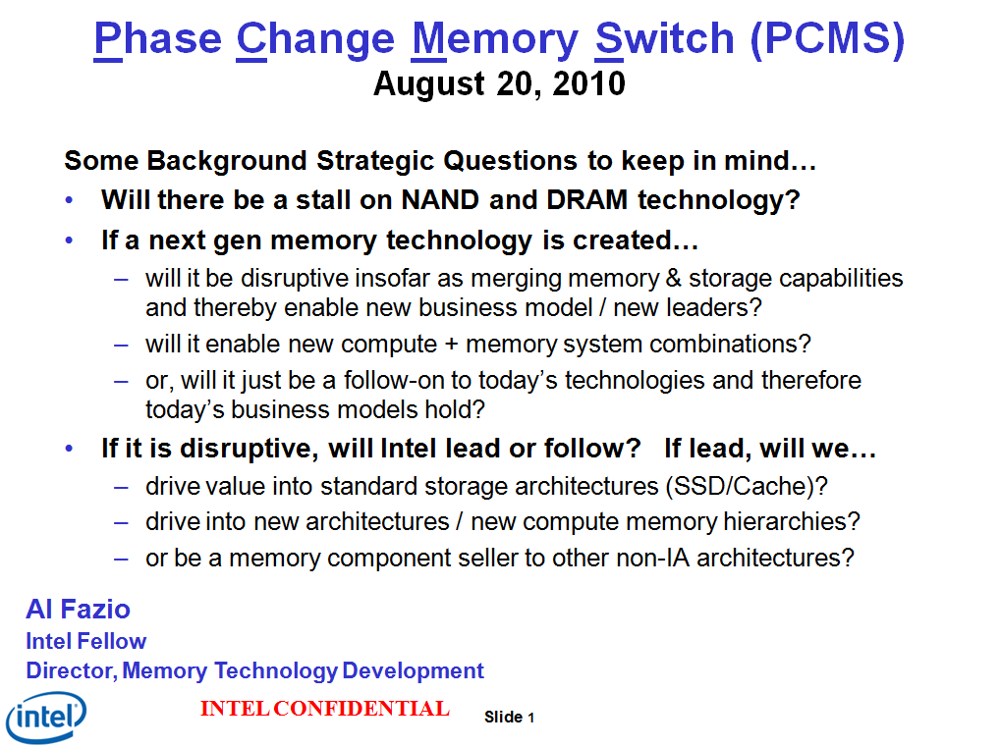 Phase Change Memory Switch (PCMS)
August 20, 2010
Some Background Strategic Questions to keep in mind…
• Will there be a stall on NAND and DRAM technology?
• If a next gen memory technology is created…
– will it be disruptive insofar as merging memory & storage capabilities
and thereby enable new business model / new leaders?
– will it enable new compute + memory system combinations?
– or, will it just be a follow-on to today’s technologies and therefore
today’s business models hold?
• If it is disruptive, will Intel lead or follow? If lead, will we…
– drive value into standard storage architectures (SSD/Cache)?
– drive into new architectures / new compute memory hierarchies?
– or be a memory component seller to other non-IA architectures?
Al Fazio
Intel Fellow
Director, Memory Technology Development
intel
INTEL CONFIDENTIAL
Slide 1